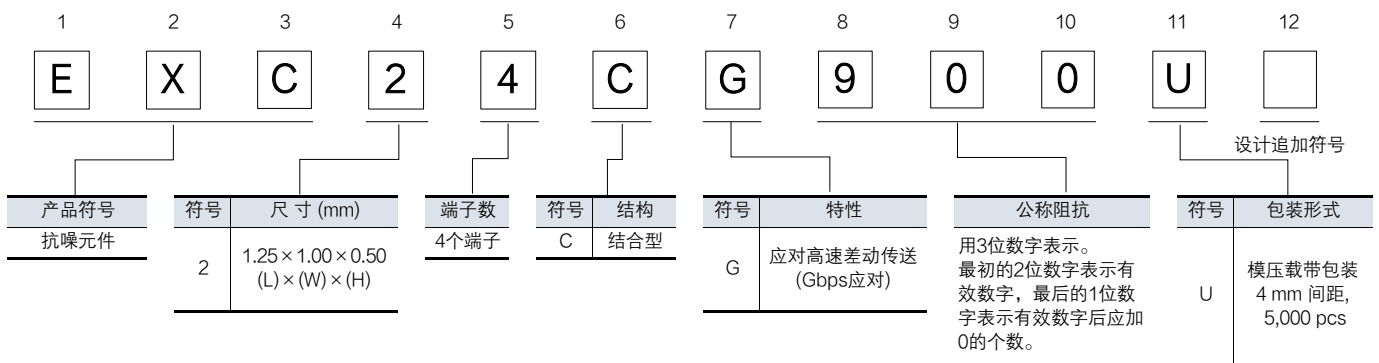 1 2 3 4 5 6 7 8 9 10 11 12
E X C 2 4 C G 9 0 0 U
设计追加符号
产品符号
抗噪元件
符号 尺 寸 (mm)
2 1.25×1.00×0.50
(L)×(W)×(H)
端子数
4个端子
符号 结构
C 结合型
符号 特性
G 应对高速差动传送
(Gbps应对)
公称阻抗
用3位数字表示。
最初的2位数字表示有
效数字，最后的1位数
字表示有效数字后应加
0的个数。
符号 包装形式
U 模压载带包装
4 mm 间距,
5,000 pcs